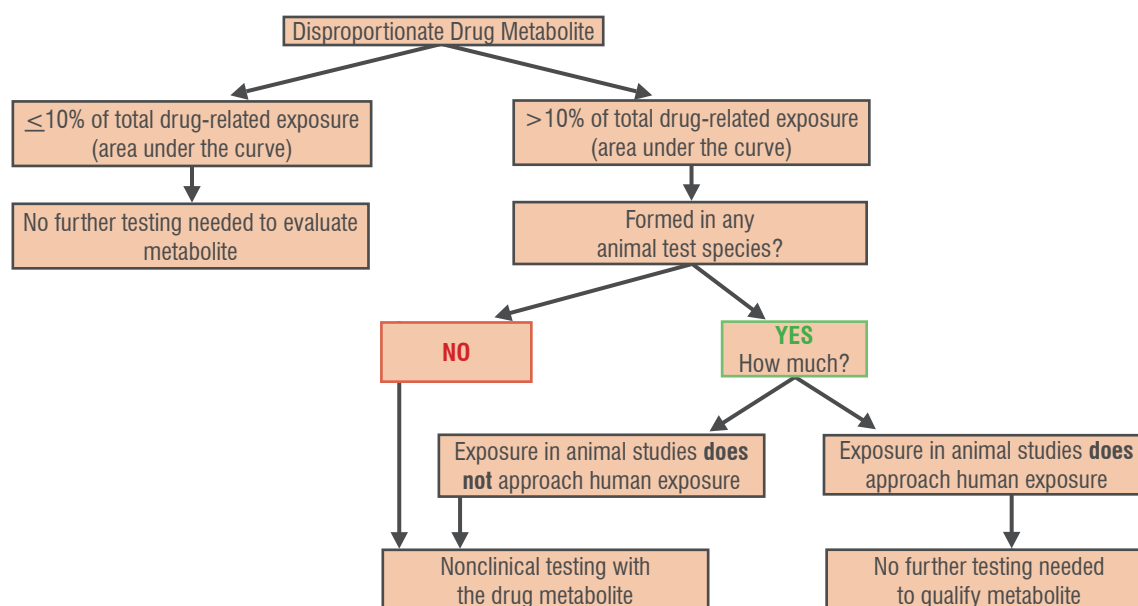 Disproportionate Drug Metabolite
≤10% of total drug-related exposure
(area under the curve)
>10% of total drug-related exposure
(area under the curve)
No further testing needed to evaluate
metabolite
Formed in any
animal test species?
NO
YES
How much?
Exposure in animal studies does
not approach human exposure
Exposure in animal studies does
approach human exposure
Nonclinical testing with
the drug metabolite
No further testing needed
to qualify metabolite